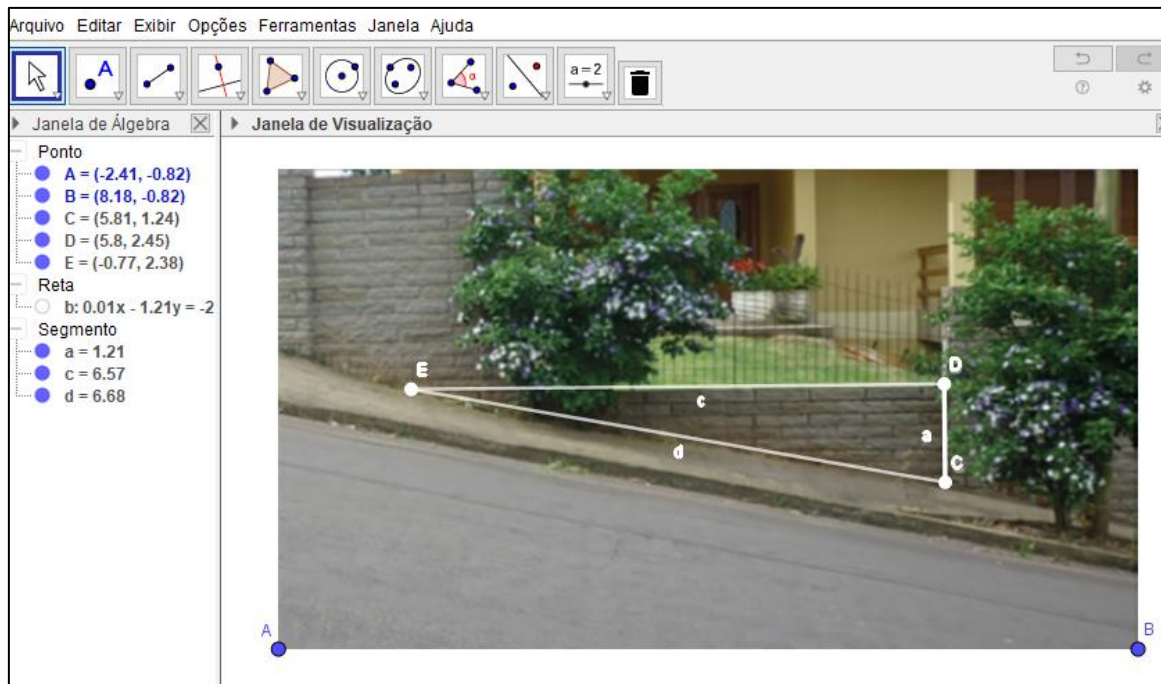 Arquivo Editar Exibir Opções Ferramentas Janela Ajuda
A
α
a=2
Janela de Álgebra
Janela de Visualização
Ponto
A = (-2.41, -0.82)
B = (8.18, -0.82)
C = (5.81, 1.24)
D = (5.8, 2.45)
E = (-0.77, 2.38)
Reta
b: 0.01x - 1.21y = -2
Segmento
a = 1.21
c = 6.57
d = 6.68
E
D
c
a
d
C
A
B